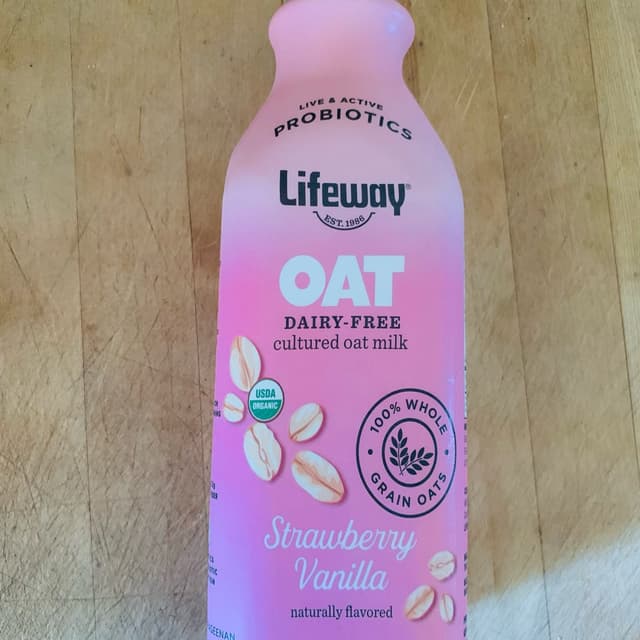 LIVE & ACTIVE
PROBIOTICS
Lifeway®
EST. 1986
OAT
DAIRY-FREE
cultured oat milk
USDA
ORGANIC
100% WHOLE
GRAIN OATS
Strawberry
Vanilla
naturally flavored